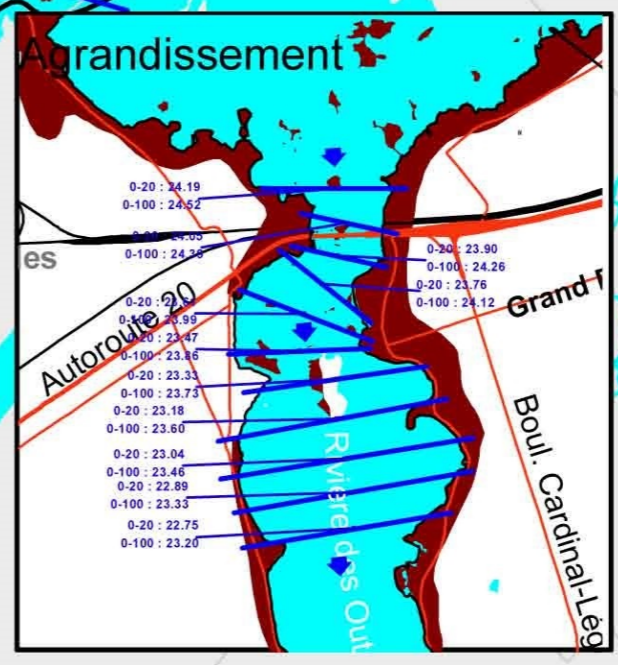 Agrandissement
0-20 : 24.19
0-100 : 24.52
0-100 :
0-20 : 23.90
0-100 : 24.26
0-20 : 23.76
0-100 : 24.12
es
Autoroute 20
0-20 :
23.99
23.47
0-100 : 23.86
0-20 : 23.33
0-100 : 23.73
0-20 : 23.18
0-100 : 23.60
0-20 : 23.04
0-100 : 23.46
0-20 : 22.89
0-100 : 23.33
0-20 : 22.75
0-100 : 23.20
Grand
Boul. Cardinal-Lég
Rivière des Out